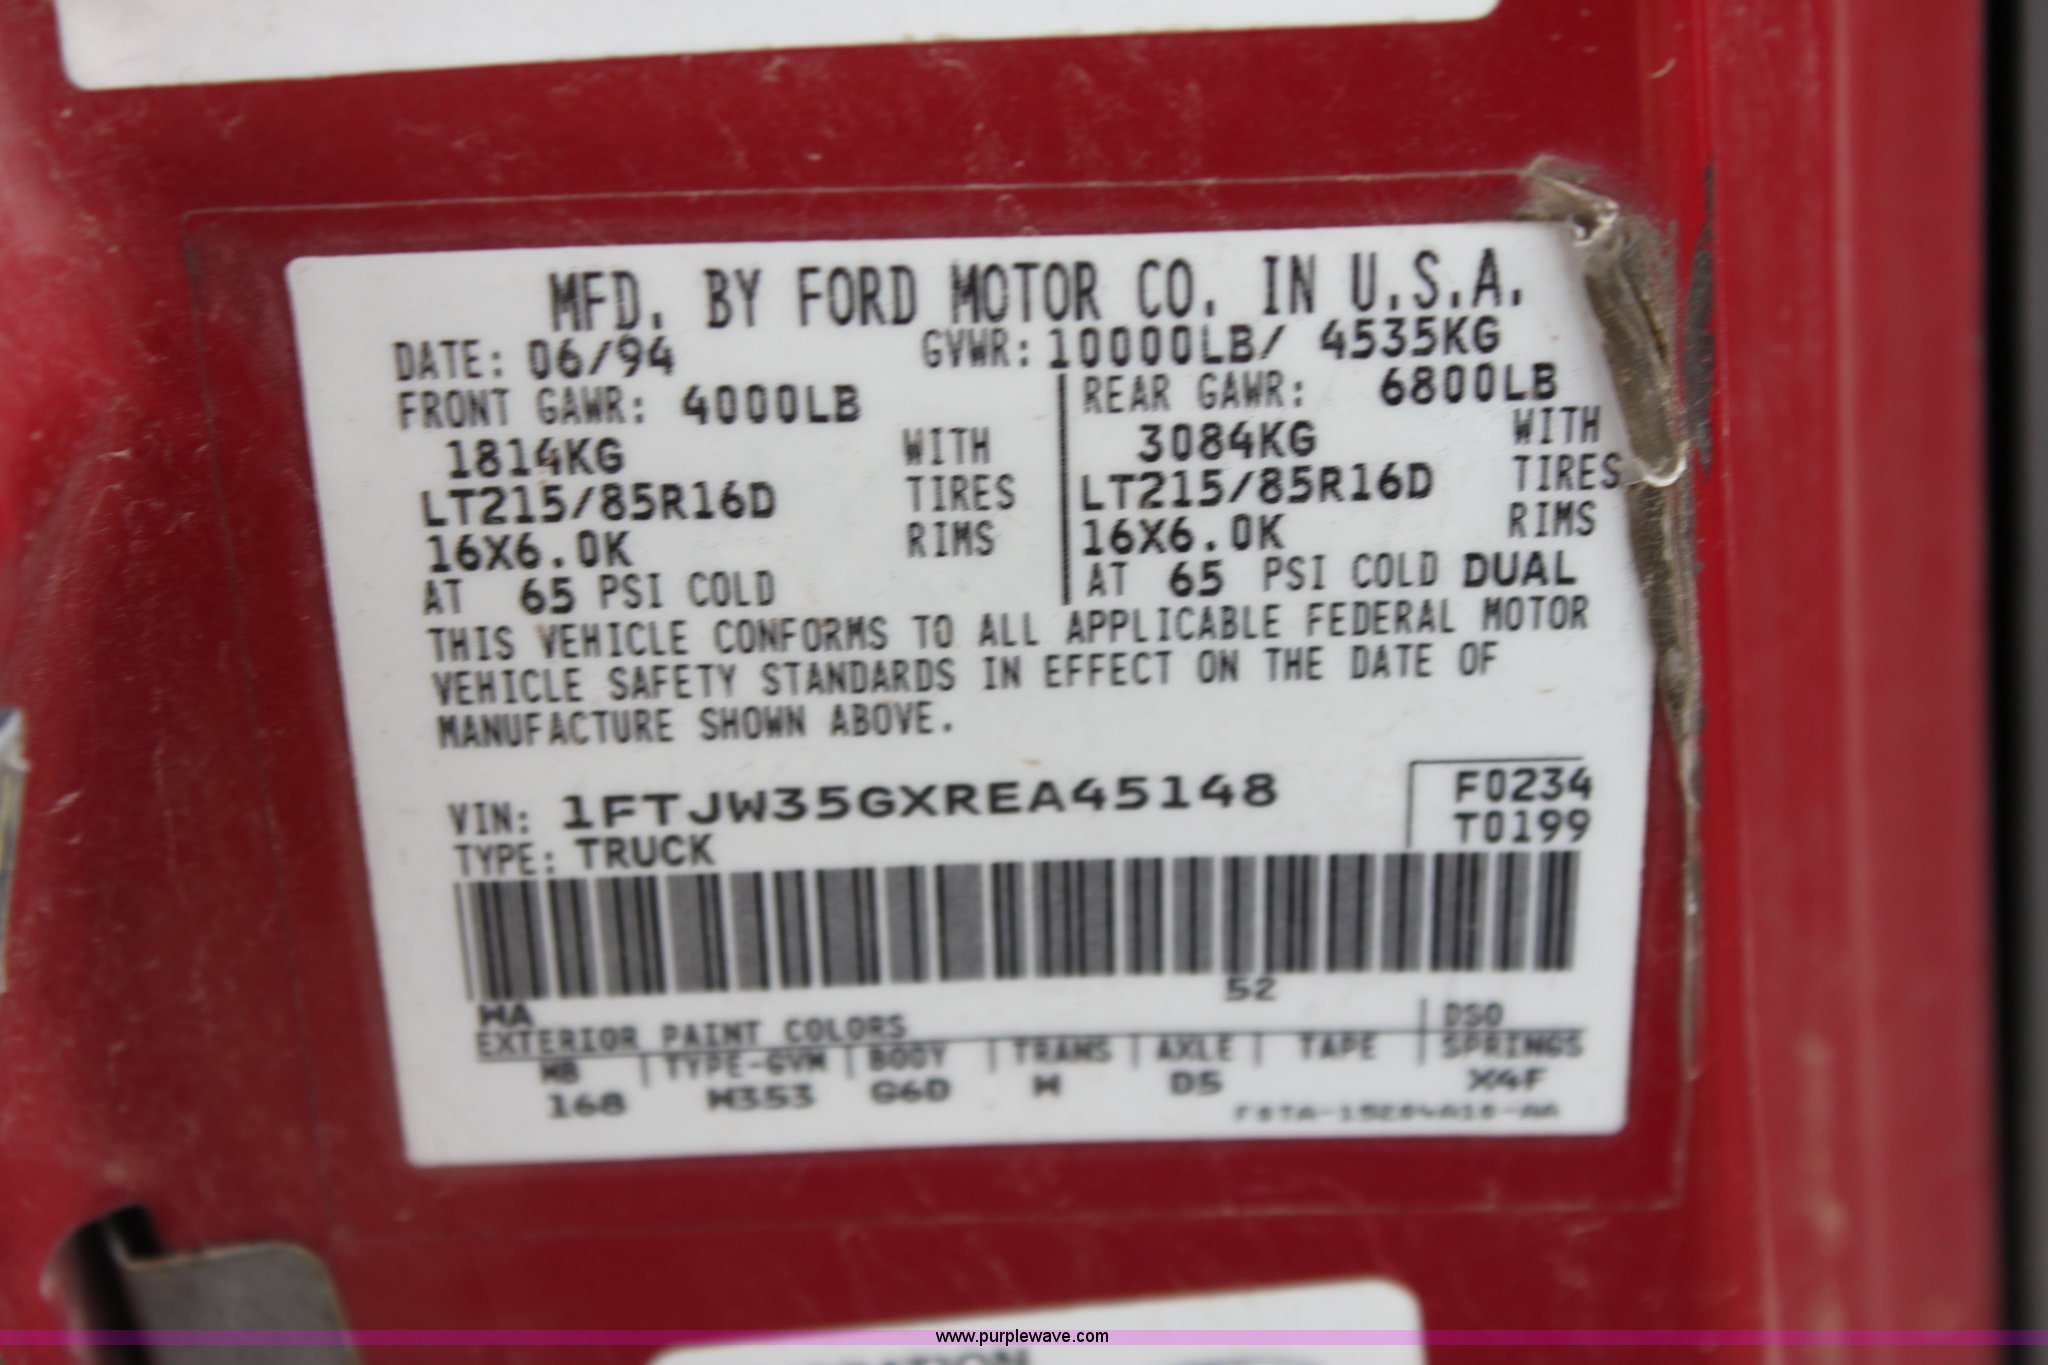 MFD. BY FORD MOTOR CO. IN U.S.A.
DATE: 06/94 GVWR: 10000LB/ 4535KG
FRONT GAWR: 4000LB REAR GAWR: 6800LB
1814KG WITH 3084KG WITH
LT215/85R16D TIRES LT215/85R16D TIRES
16X6.0K RIMS 16X6.0K RIMS
AT 65 PSI COLD AT 65 PSI COLD DUAL
THIS VEHICLE CONFORMS TO ALL APPLICABLE FEDERAL MOTOR
VEHICLE SAFETY STANDARDS IN EFFECT ON THE DATE OF
MANUFACTURE SHOWN ABOVE.
VIN: 1FTJW35GXREA45148 F0234
TYPE: TRUCK T0199
52
EXTERIOR PAINT COLORS DSO
WB TYPE-GVM BODY TRANS AXLE TAPE SPRINGS
168 W353 G6D W D5 X4F
www.purplewave.com